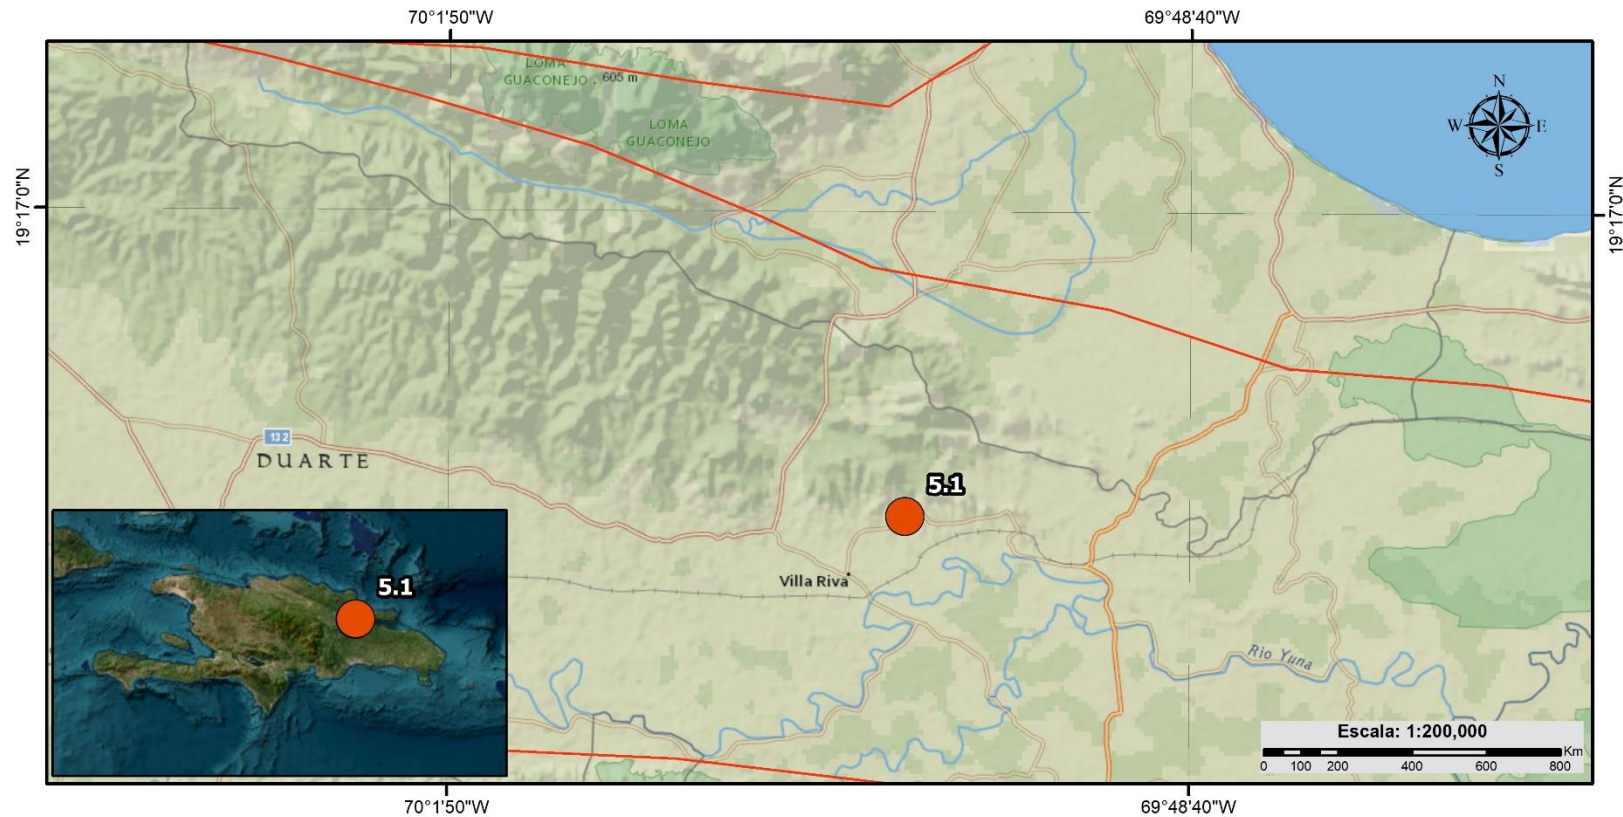 70°1'50"W
69°48'40"W
LOMA
GUACONEJO
605 m
LOMA
GUACONEJO
N
W
E
S
19°17'0"N
19°17'0"N
132
DUARTE
5.1
Villa Riva
5.1
Rio Yuna
Escala: 1:200,000
Km
0 100 200 400 600 800
70°1'50"W
69°48'40"W